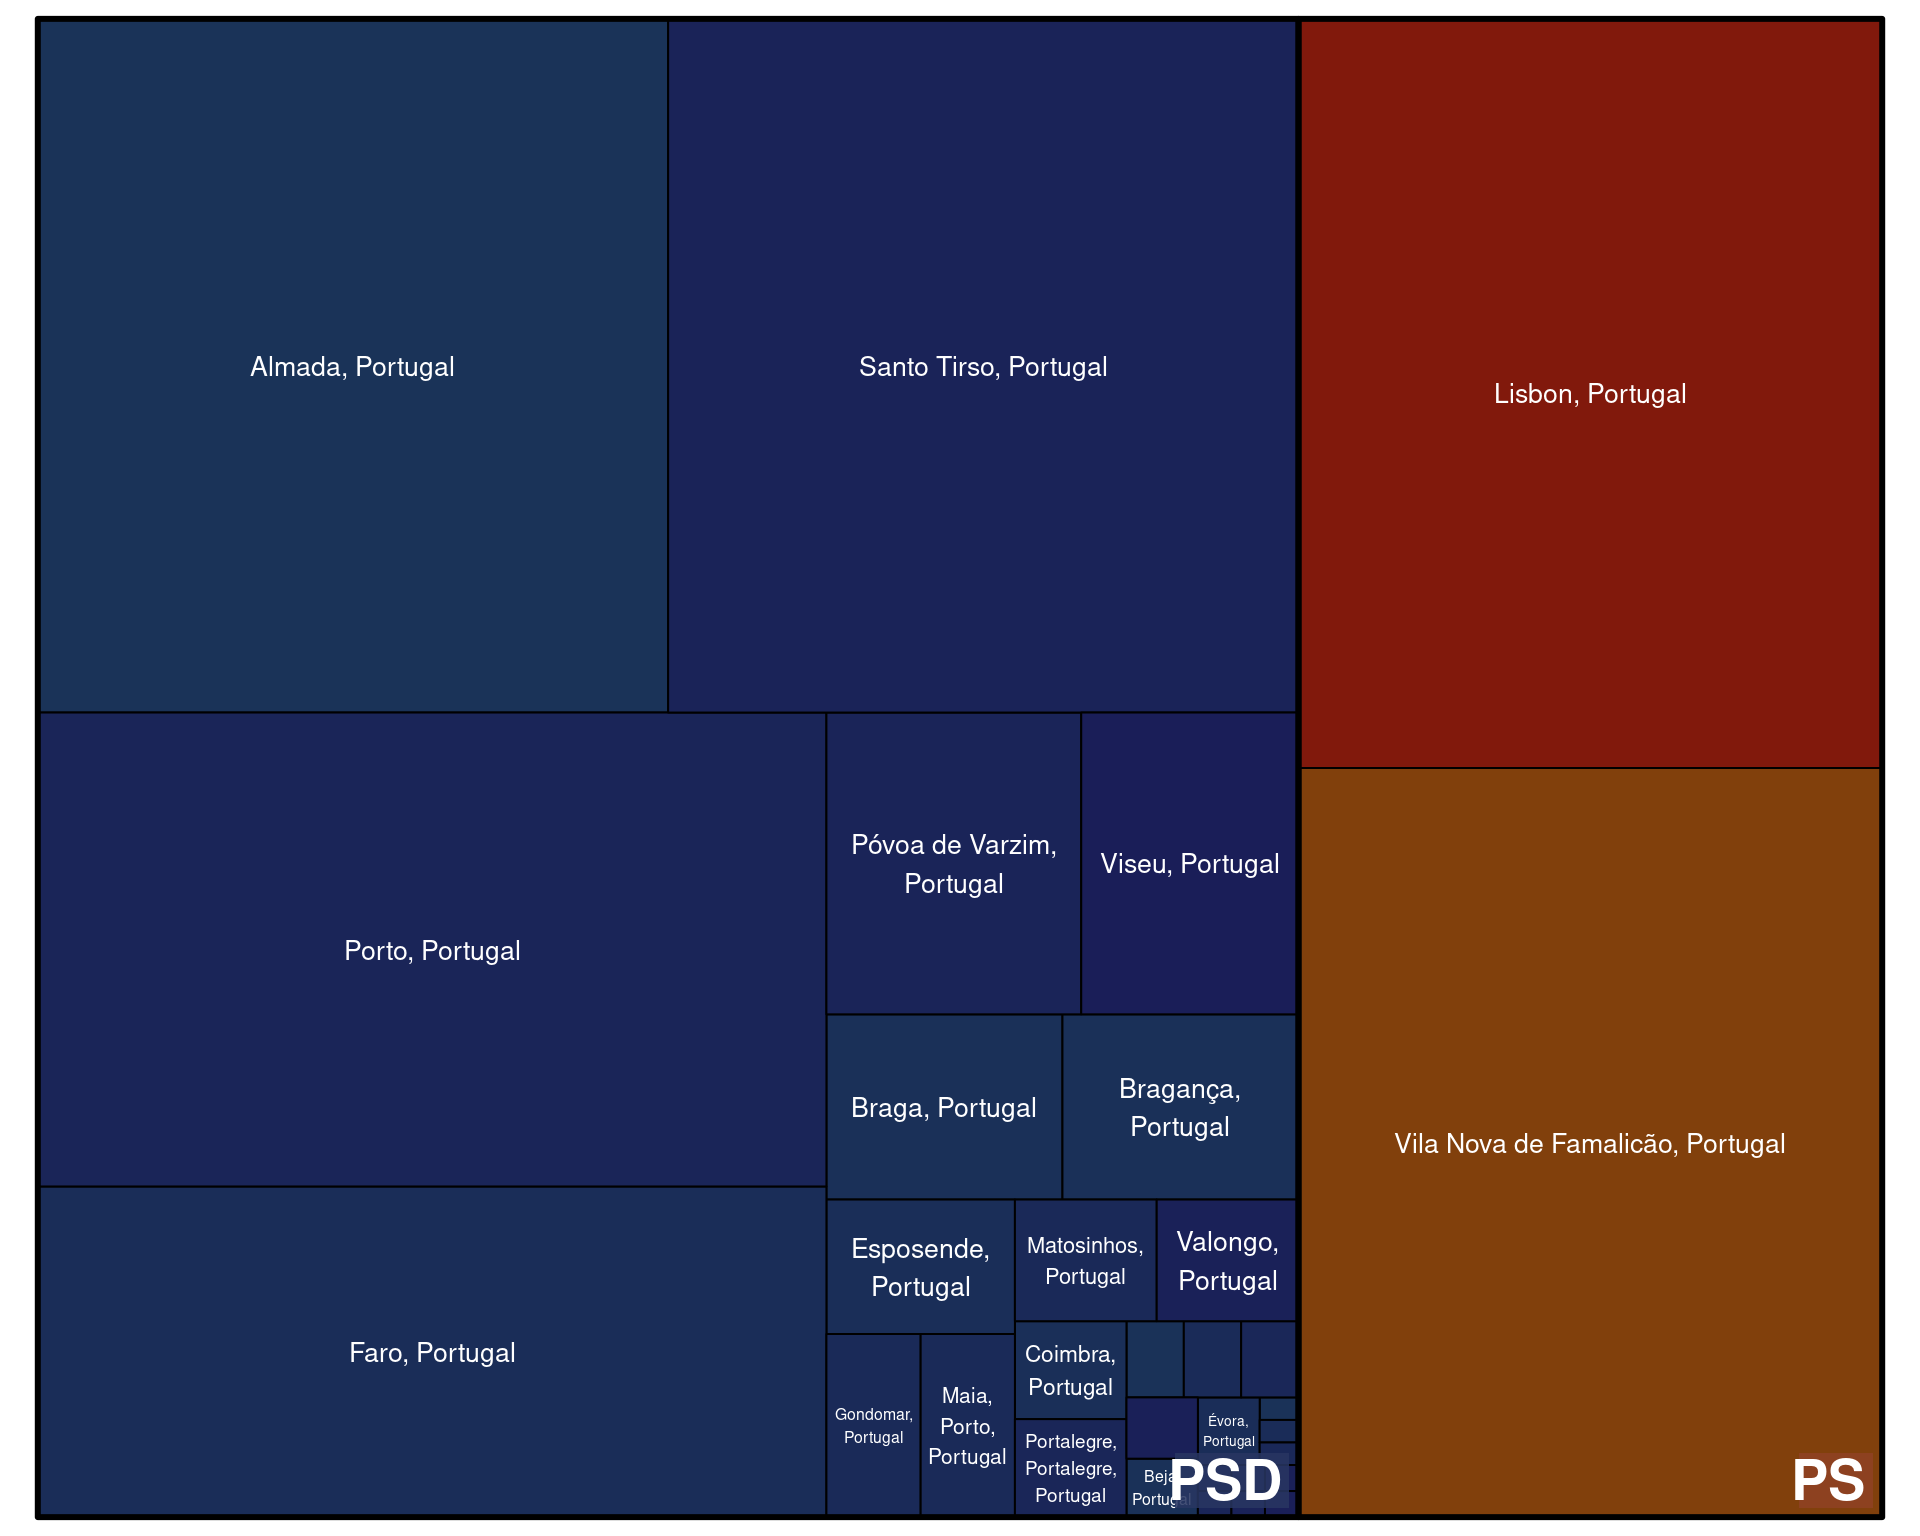 Almada, Portugal
Santo Tirso, Portugal
Lisbon, Portugal
Porto, Portugal
Póvoa de Varzim,
Portugal
Viseu, Portugal
Braga, Portugal
Bragança,
Portugal
Vila Nova de Famalicão, Portugal
Faro, Portugal
Esposende,
Portugal
Matosinhos,
Portugal
Valongo,
Portugal
Gondomar,
Portugal
Maia,
Porto,
Portugal
Coimbra,
Portugal
Portalegre,
Portalegre,
Portugal
Évora,
Portugal
Beja,
Portugal
PSD
PS